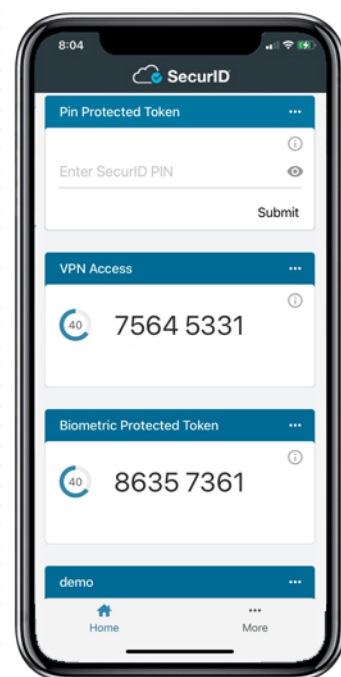 8:04
SecurID
Pin Protected Token
Enter SecurID PIN
Submit
VPN Access
40
7564 5331
Biometric Protected Token
40
8635 7361
demo
Home
More